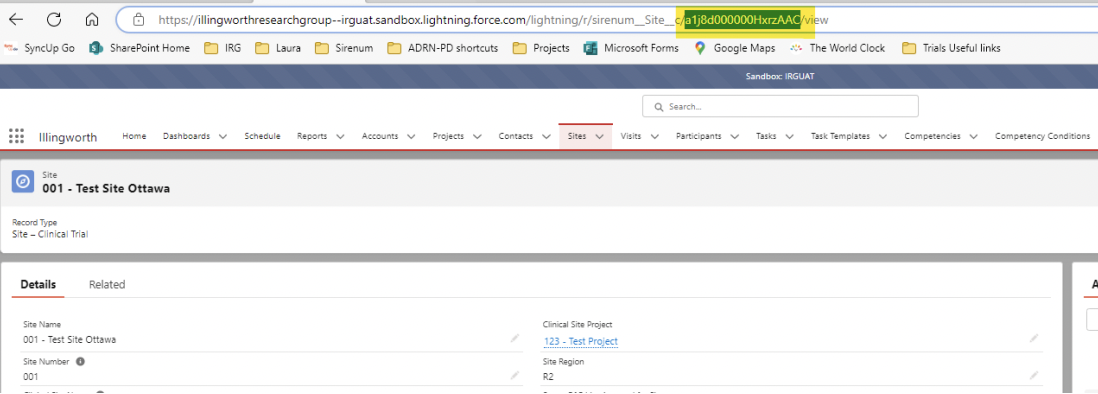 https://illingworthresearchgroup--irguat.sandbox.lightning.force.com/lightning/r/sirenum__Site__c/a1j8d000000HxrzAAC/view
SyncUp Go SharePoint Home IRG Laura Sirenum ADRN-PD shortcuts Projects Microsoft Forms Google Maps The World Clock Trials Useful links
Sandbox: IRGUAT
Search...
Illingworth Home Dashboards Schedule Reports Accounts Projects Contacts Sites Visits Participants Tasks Task Templates Competencies Competency Conditions
Site
001 - Test Site Ottawa
Record Type
Site – Clinical Trial
Details Related
Site Name Clinical Site Project
001 - Test Site Ottawa 123 - Test Project
Site Number Site Region
001 R2